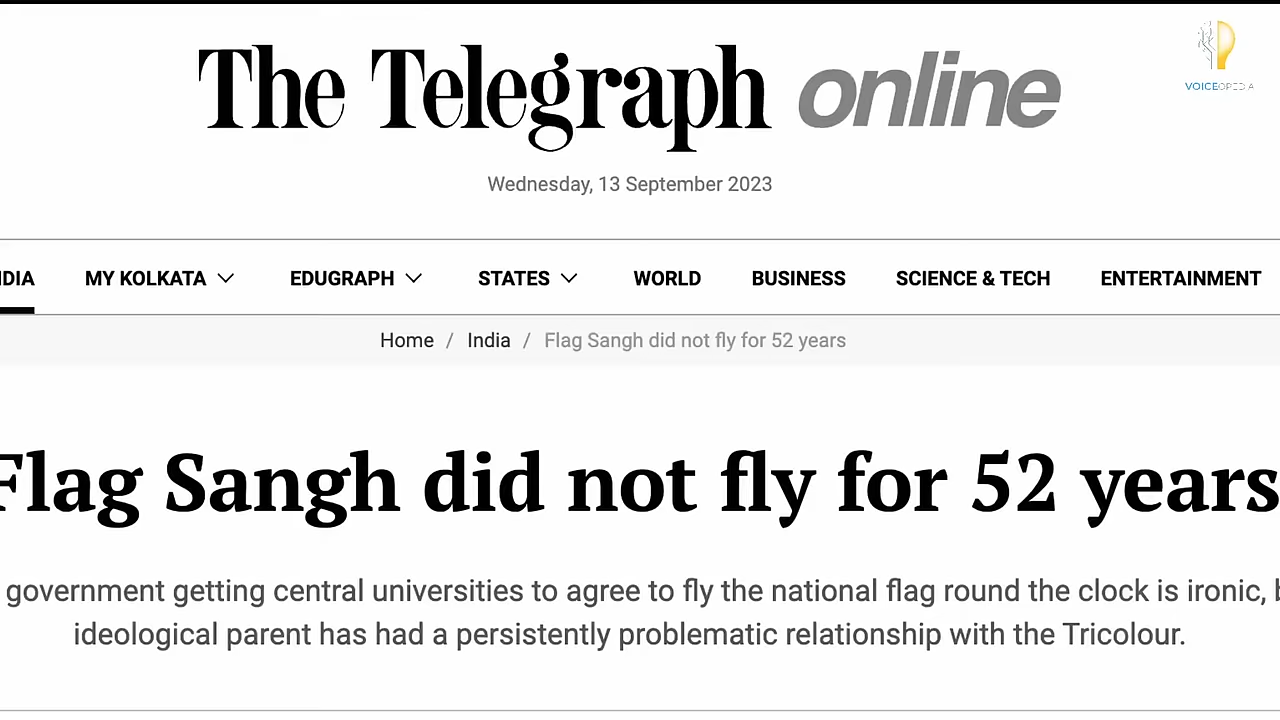 The Telegraph online
VOICEOPEDIA
Wednesday, 13 September 2023
NDIA MY KOLKATA EDUGRAPH STATES WORLD BUSINESS SCIENCE & TECH ENTERTAINMENT
Home / India / Flag Sangh did not fly for 52 years
Flag Sangh did not fly for 52 years
government getting central universities to agree to fly the national flag round the clock is ironic,
ideological parent has had a persistently problematic relationship with the Tricolour.